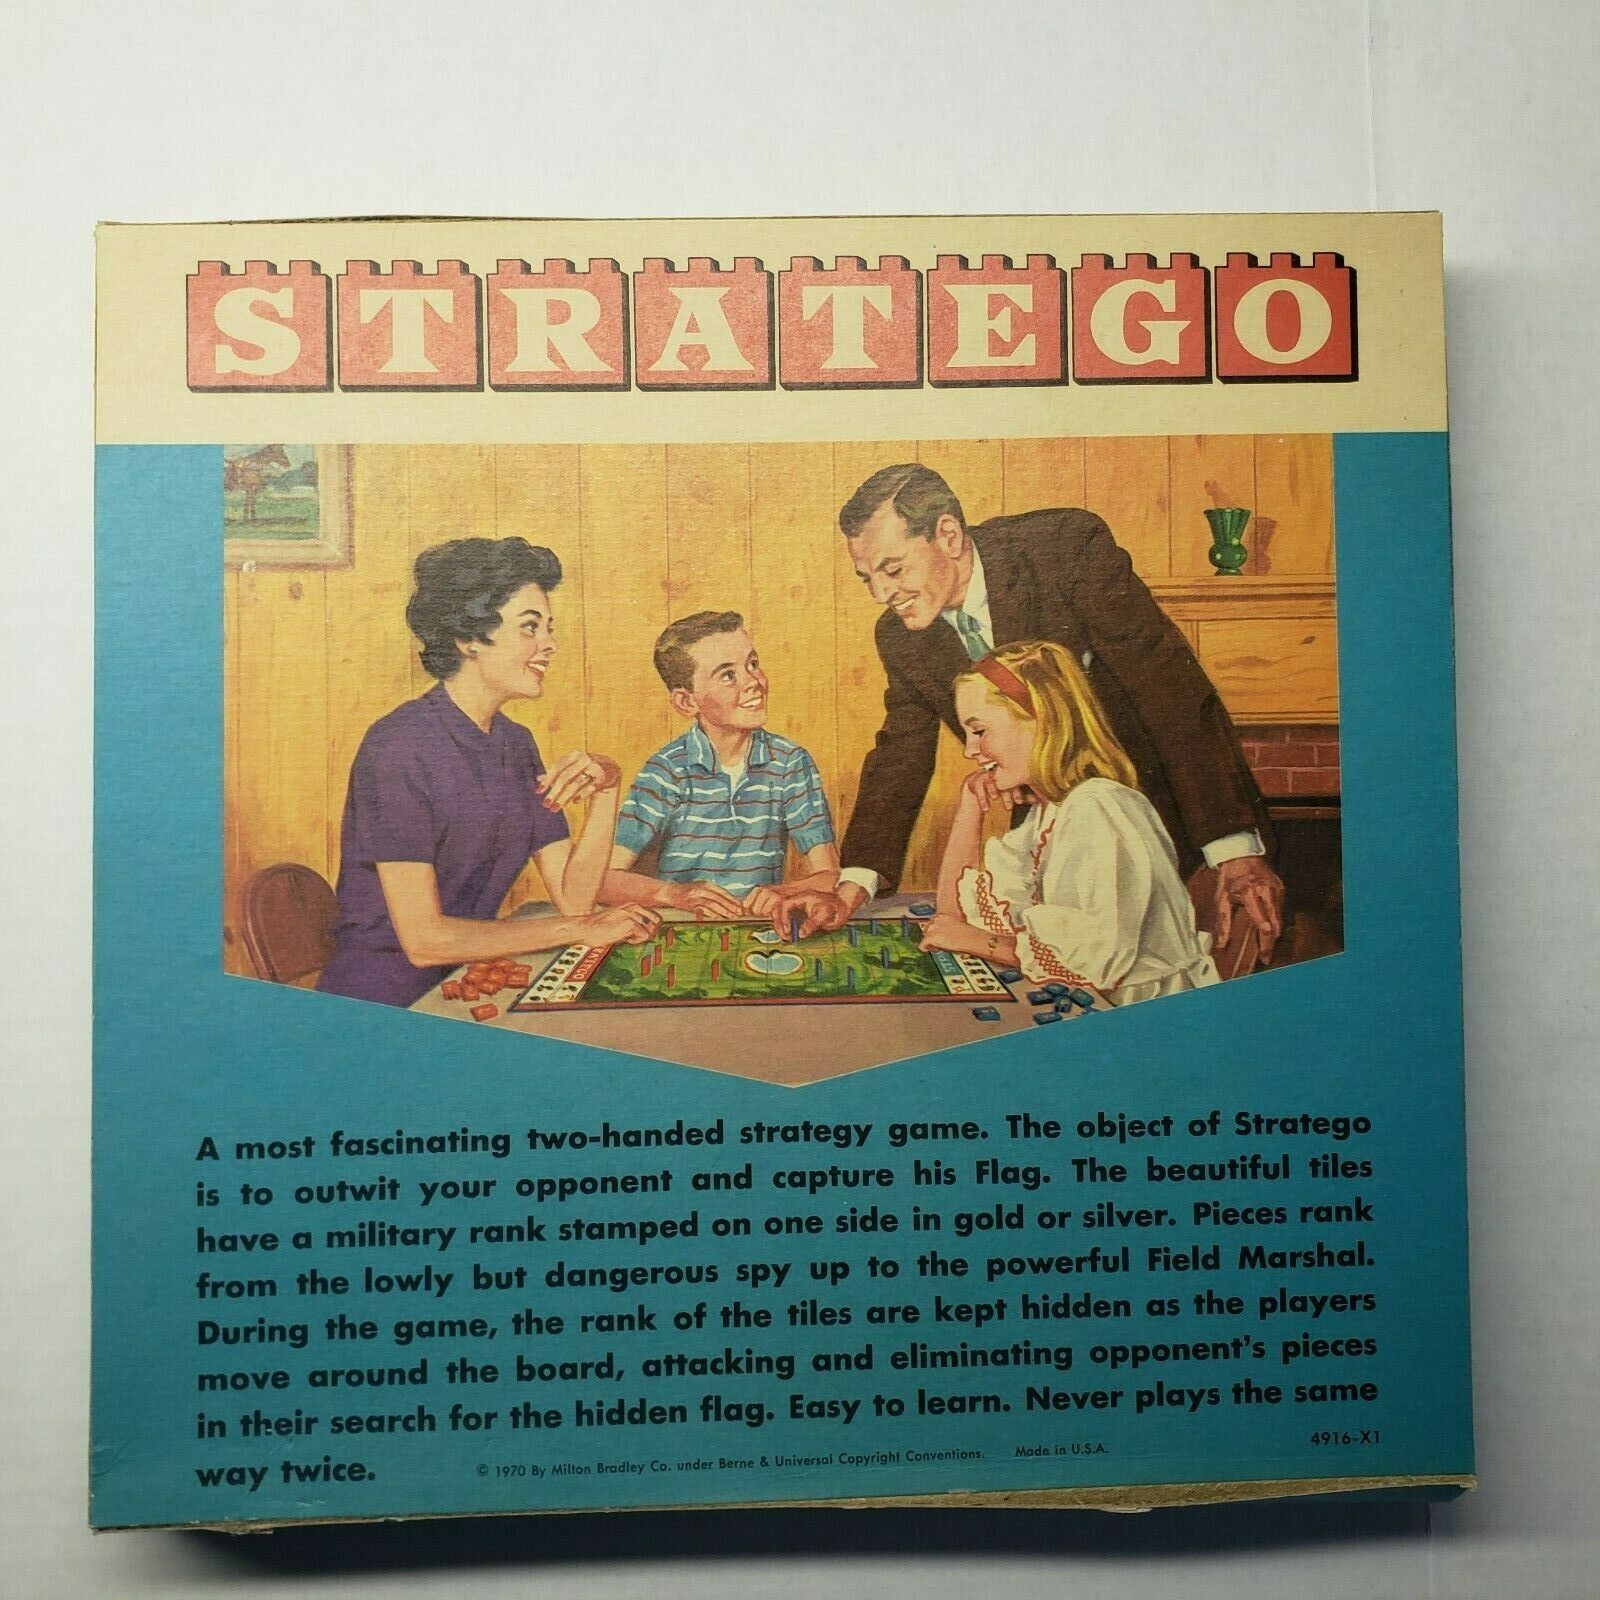 STRATEGO
A most fascinating two-handed strategy game. The object of Stratego
is to outwit your opponent and capture his Flag. The beautiful tiles
have a military rank stamped on one side in gold or silver. Pieces rank
from the lowly but dangerous spy up to the powerful Field Marshal.
During the game, the rank of the tiles are kept hidden as the players
move around the board, attacking and eliminating opponent's pieces
in their search for the hidden flag. Easy to learn. Never plays the same
way twice.
© 1970 By Milton Bradley Co. under Berne & Universal Copyright Conventions. Made in U.S.A.
4916-X1